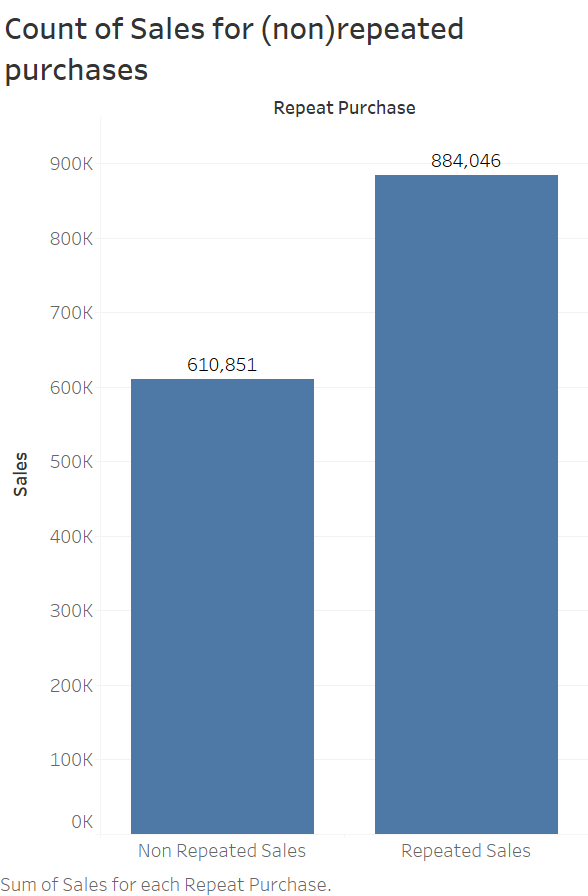 Count of Sales for (non)repeated
purchases
Repeat Purchase
900K
800K
700K
600K
500K
400K
300K
200K
100K
0K
Sales
884,046
610,851
Non Repeated Sales
Repeated Sales
Sum of Sales for each Repeat Purchase.